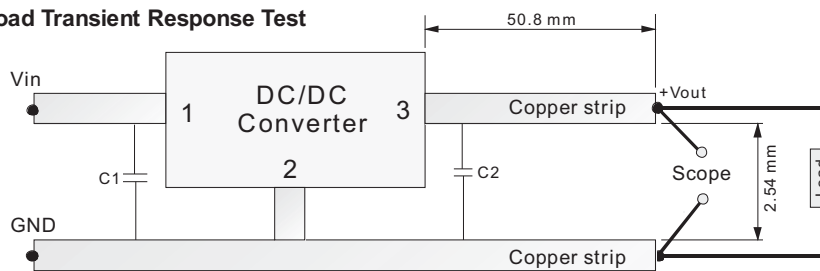 oad Transient Response Test
50.8 mm
Vin
DC/DC
Converter
1
2
3
Copper strip
+Vout
C1
C2
Scope
2.54 mm
Load
GND
Copper strip